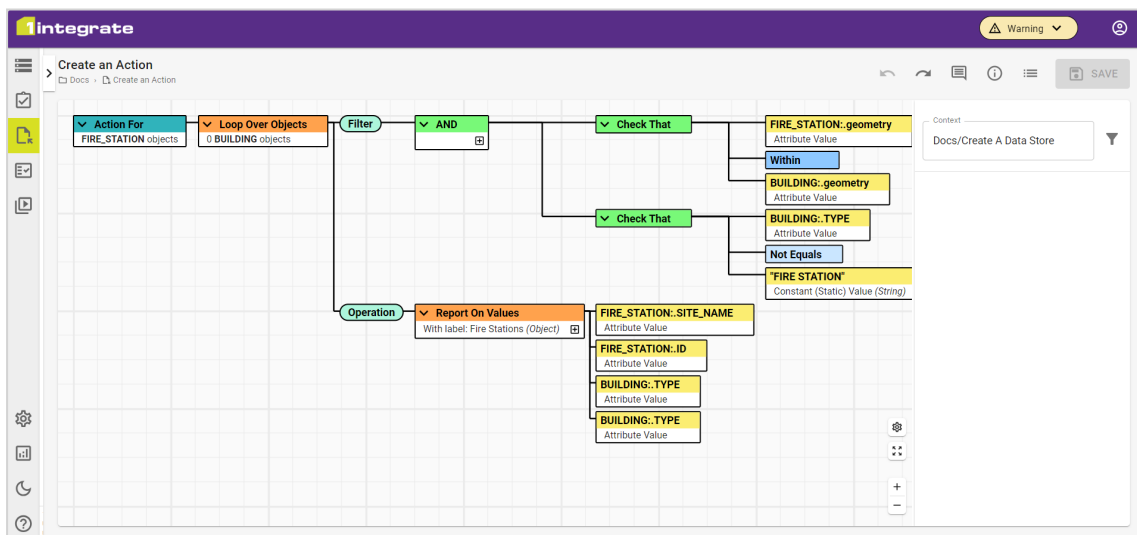 1integrate
Warning
Create an Action
Docs › Create an Action
SAVE
Action For
FIRE_STATION objects
Loop Over Objects
0 BUILDING objects
Filter
AND
Check That
FIRE_STATION:.geometry
Attribute Value
Within
BUILDING:.geometry
Attribute Value
Check That
BUILDING:.TYPE
Attribute Value
Not Equals
"FIRE STATION"
Constant (Static) Value (String)
Operation
Report On Values
With label: Fire Stations (Object)
FIRE_STATION:.SITE_NAME
Attribute Value
FIRE_STATION:.ID
Attribute Value
BUILDING:.TYPE
Attribute Value
BUILDING:.TYPE
Attribute Value
Context
Docs/Create A Data Store